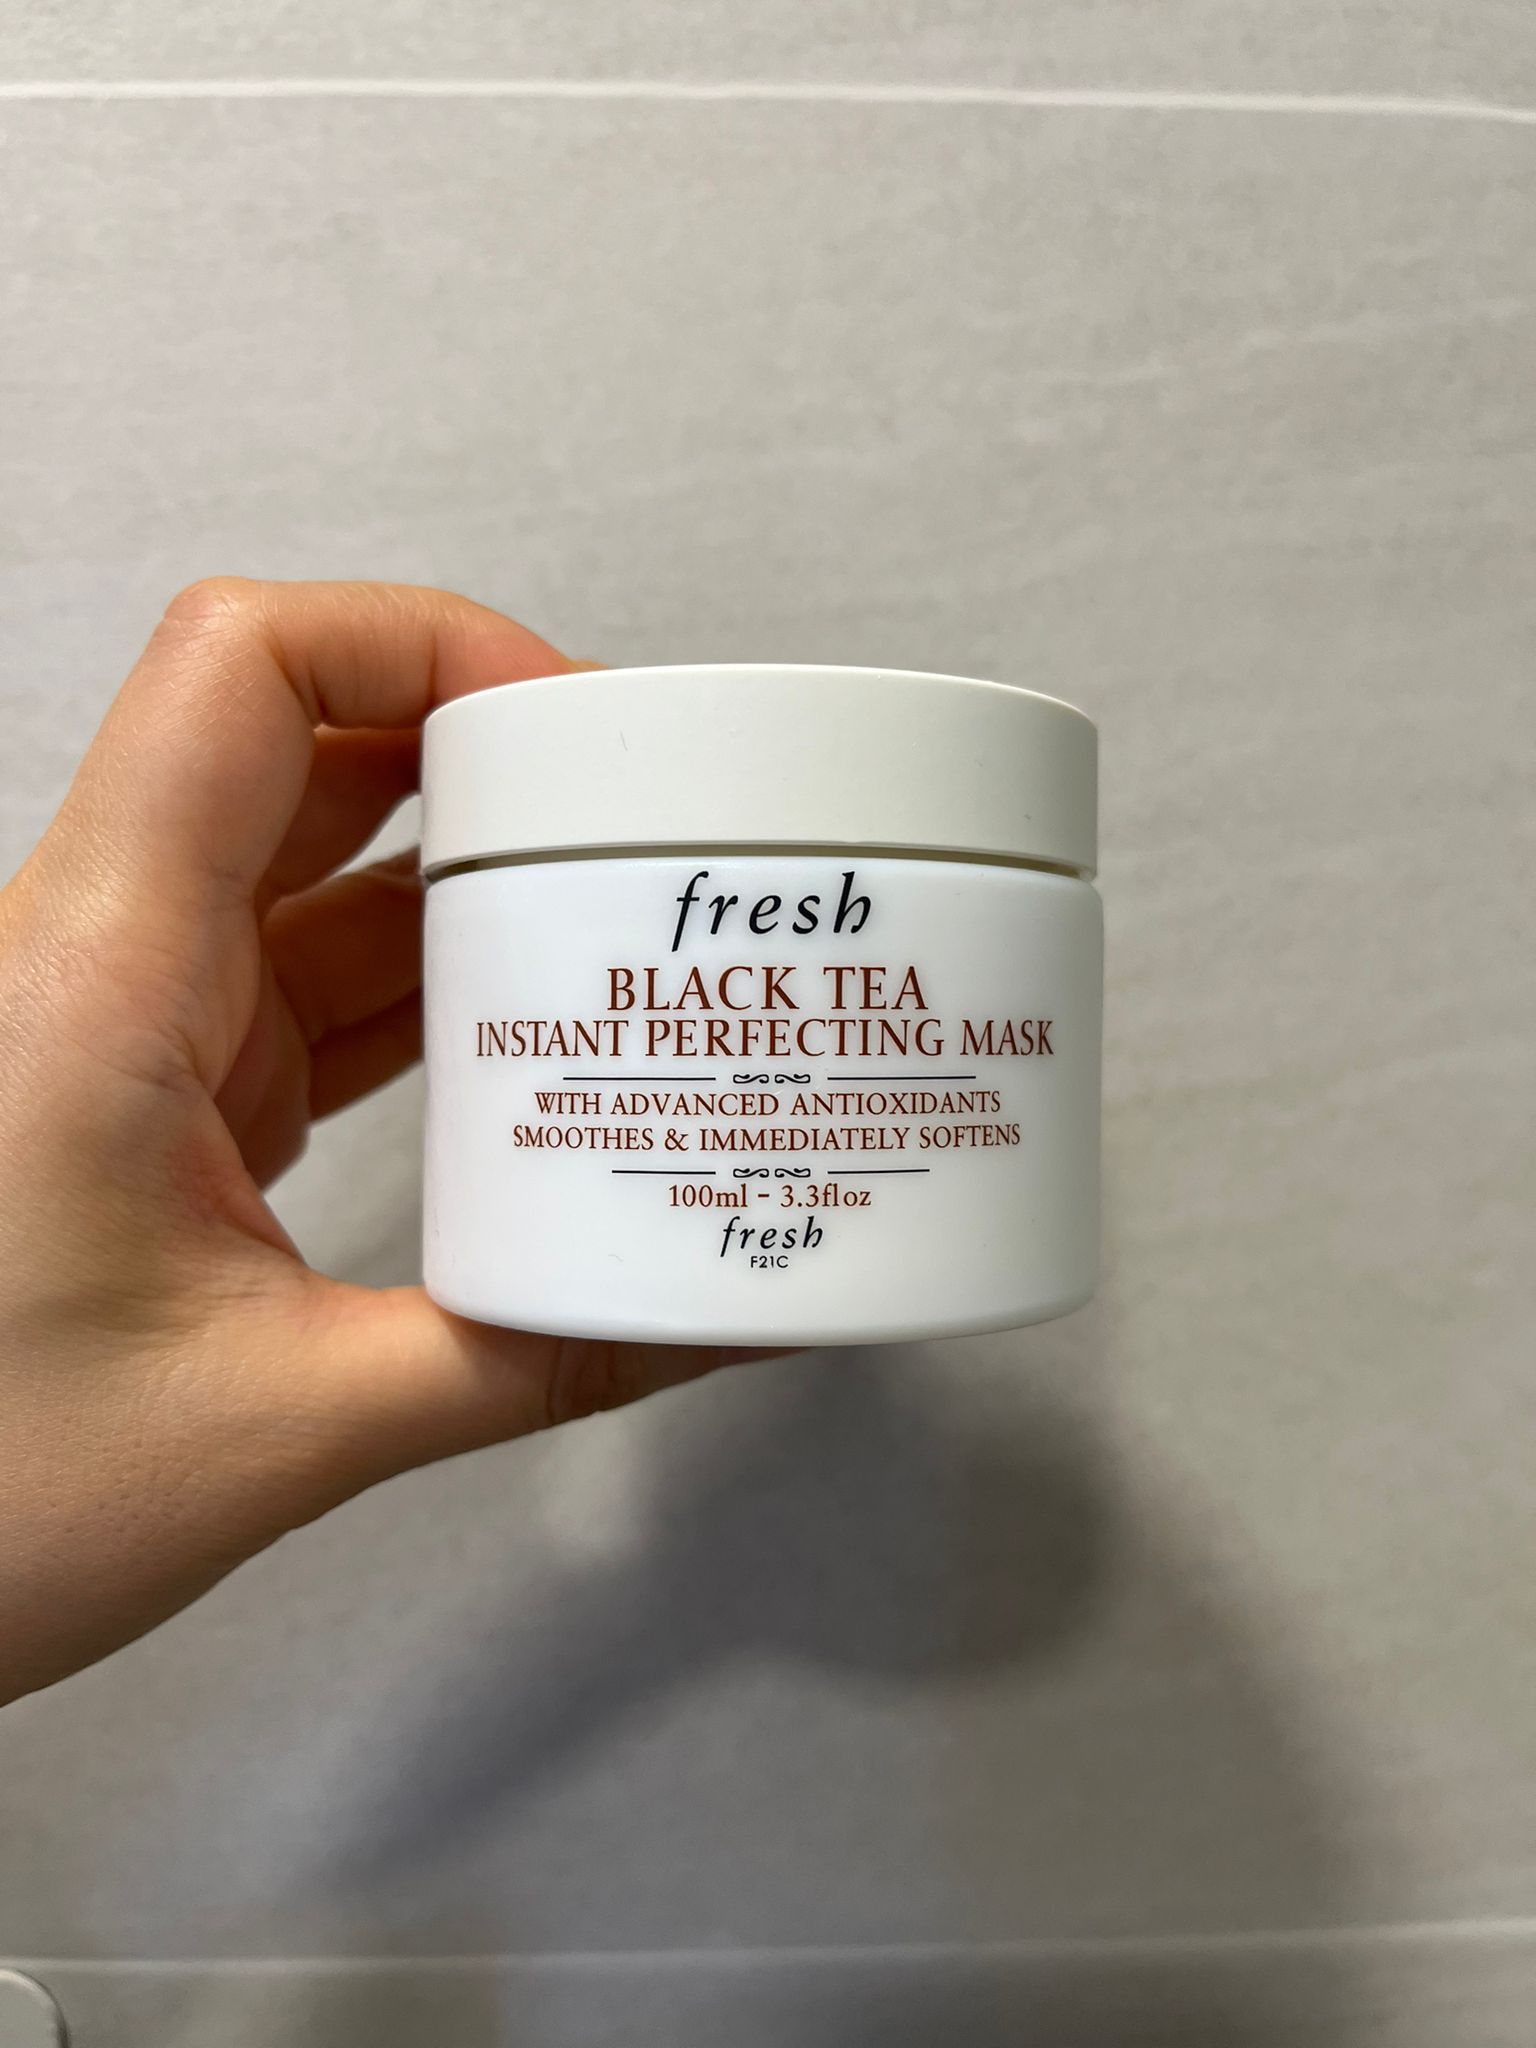 fresh
BLACK TEA
INSTANT PERFECTING MASK
WITH ADVANCED ANTIOXIDANTS
SMOOTHES & IMMEDIATELY SOFTENS
100ml - 3.3fl oz
fresh
F21C